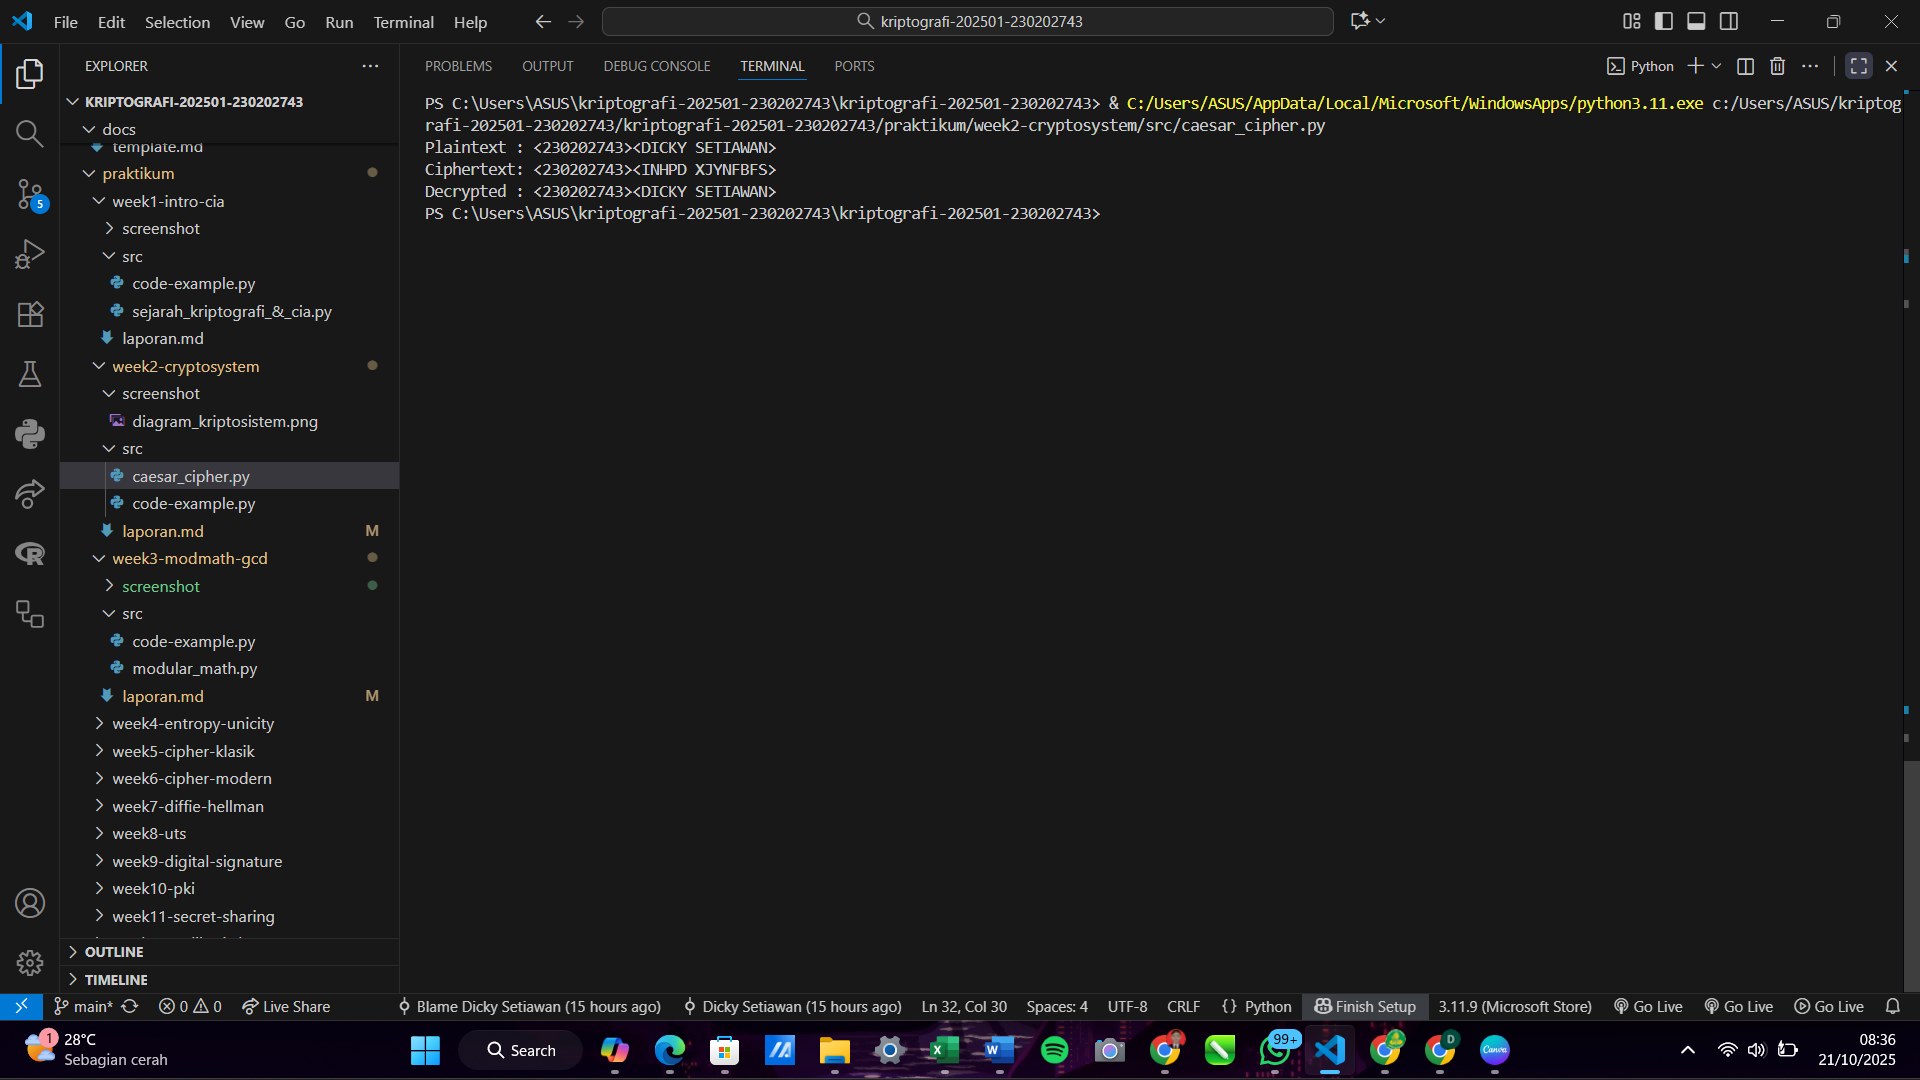 File Edit Selection View Go Run Terminal Help
kriptografi-202501-230202743
EXPLORER
KRIPTOGRAFI-202501-230202743
docs
template.md
praktikum
week1-intro-cia
screenshot
src
code-example.py
sejarah_kriptografi_&_cia.py
laporan.md
week2-cryptosystem
screenshot
diagram_kriptosistem.png
src
caesar_cipher.py
code-example.py
laporan.md M
week3-modmath-gcd
screenshot
src
code-example.py
modular_math.py
laporan.md M
week4-entropy-unicity
week5-cipher-klasik
week6-cipher-modern
week7-diffie-hellman
week8-uts
week9-digital-signature
week10-pki
week11-secret-sharing
OUTLINE
TIMELINE
5
PROBLEMS OUTPUT DEBUG CONSOLE TERMINAL PORTS
Python
PS C:\Users\ASUS\kriptografi-202501-230202743\kriptografi-202501-230202743> & C:/Users/ASUS/AppData/Local/Microsoft/WindowsApps/python3.11.exe c:/Users/ASUS/kriptog
rafi-202501-230202743/kriptografi-202501-230202743/praktikum/week2-cryptosystem/src/caesar_cipher.py
Plaintext : <230202743><DICKY SETIAWAN>
Ciphertext: <230202743><INHPD XJYNFBFS>
Decrypted : <230202743><DICKY SETIAWAN>
PS C:\Users\ASUS\kriptografi-202501-230202743\kriptografi-202501-230202743>
main* 0 0 Live Share Blame Dicky Setiawan (15 hours ago) Dicky Setiawan (15 hours ago) Ln 32, Col 30 Spaces: 4 UTF-8 CRLF {} Python Finish Setup 3.11.9 (Microsoft Store) Go Live Go Live Go Live
1
28°C
Sebagian cerah
Search
99+
D
Canva
08:36
21/10/2025